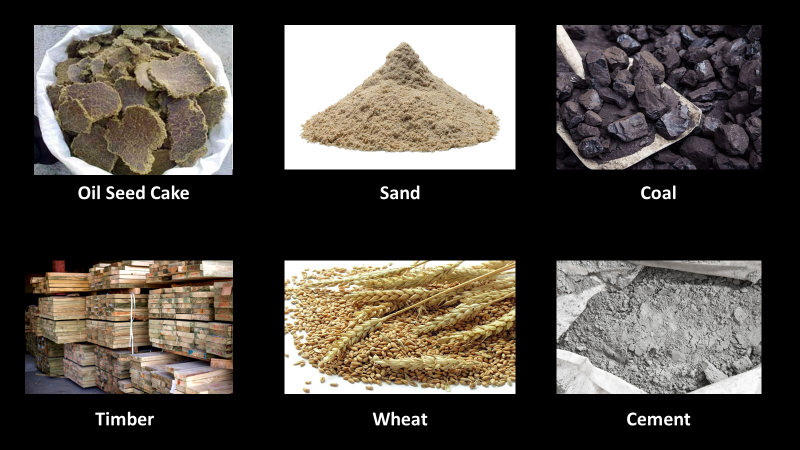 Oil Seed Cake
Sand
Coal
Timber
Wheat
Cement